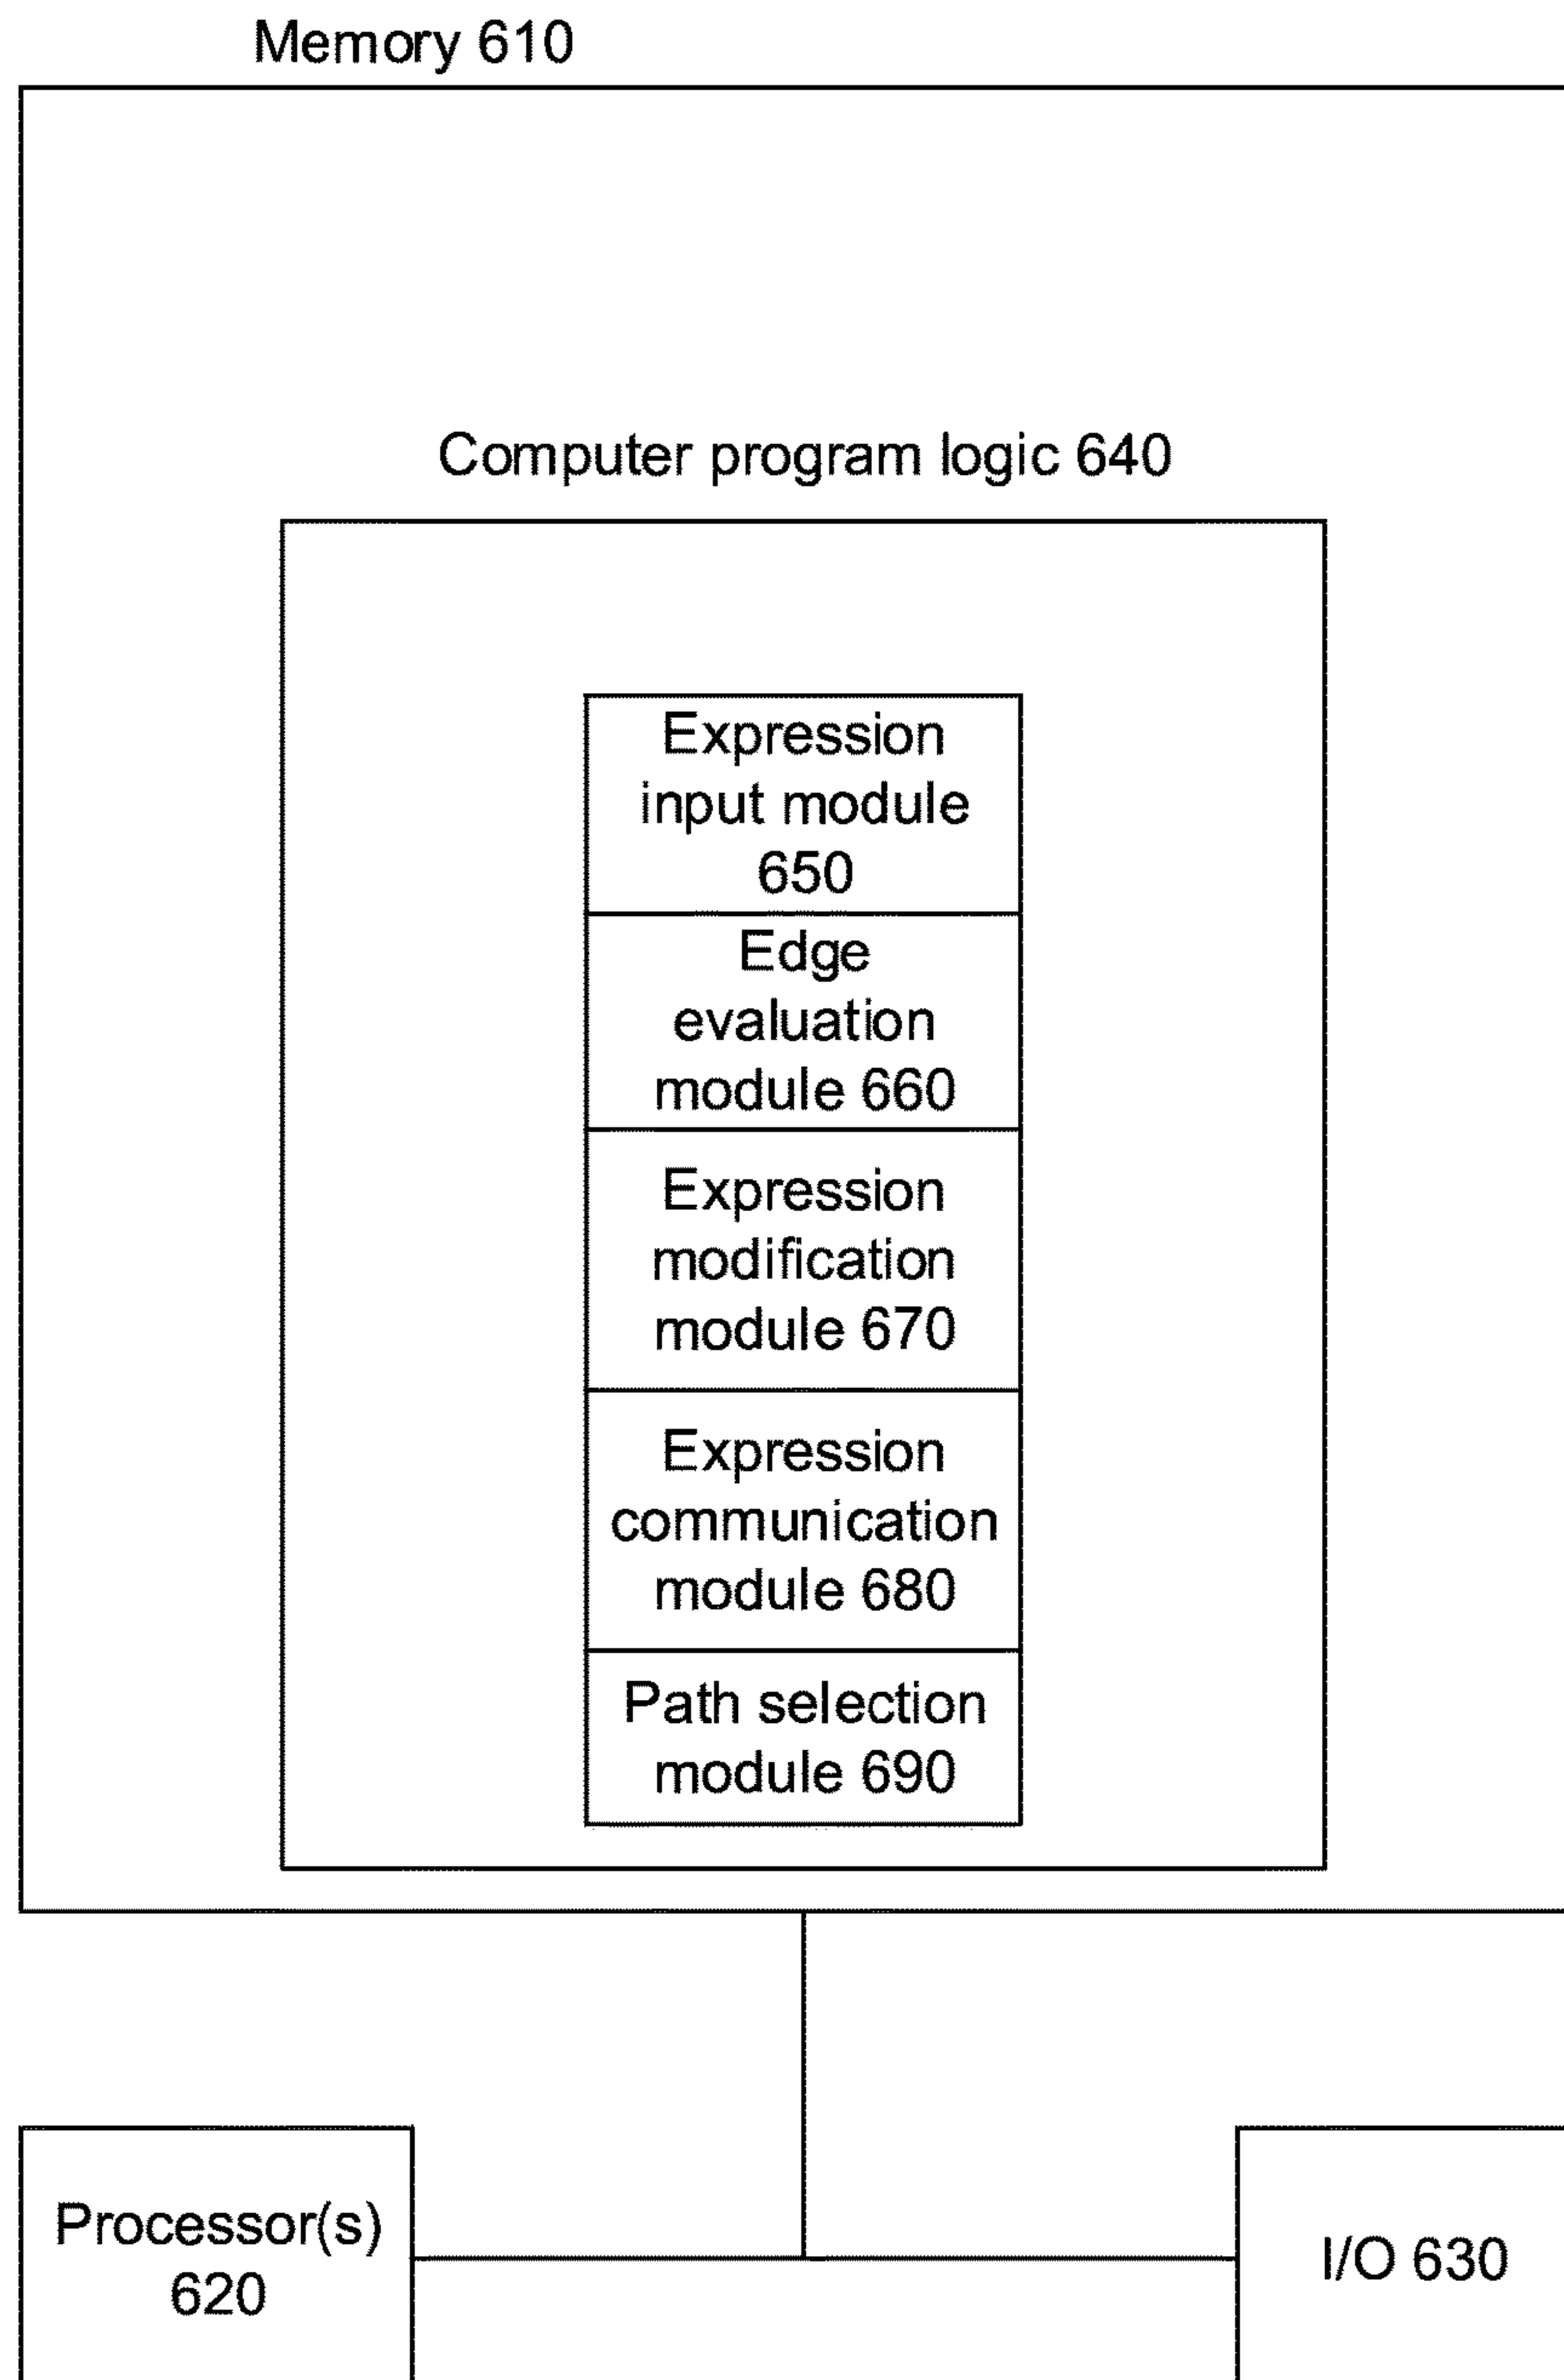 Memory 610
Computer program logic 640
Expression
input module
650
Edge
evaluation
module 660
Expression
modification
module 670
Expression
communication
module 680
Path selection
module 690
Processor(s)
620
I/O 630